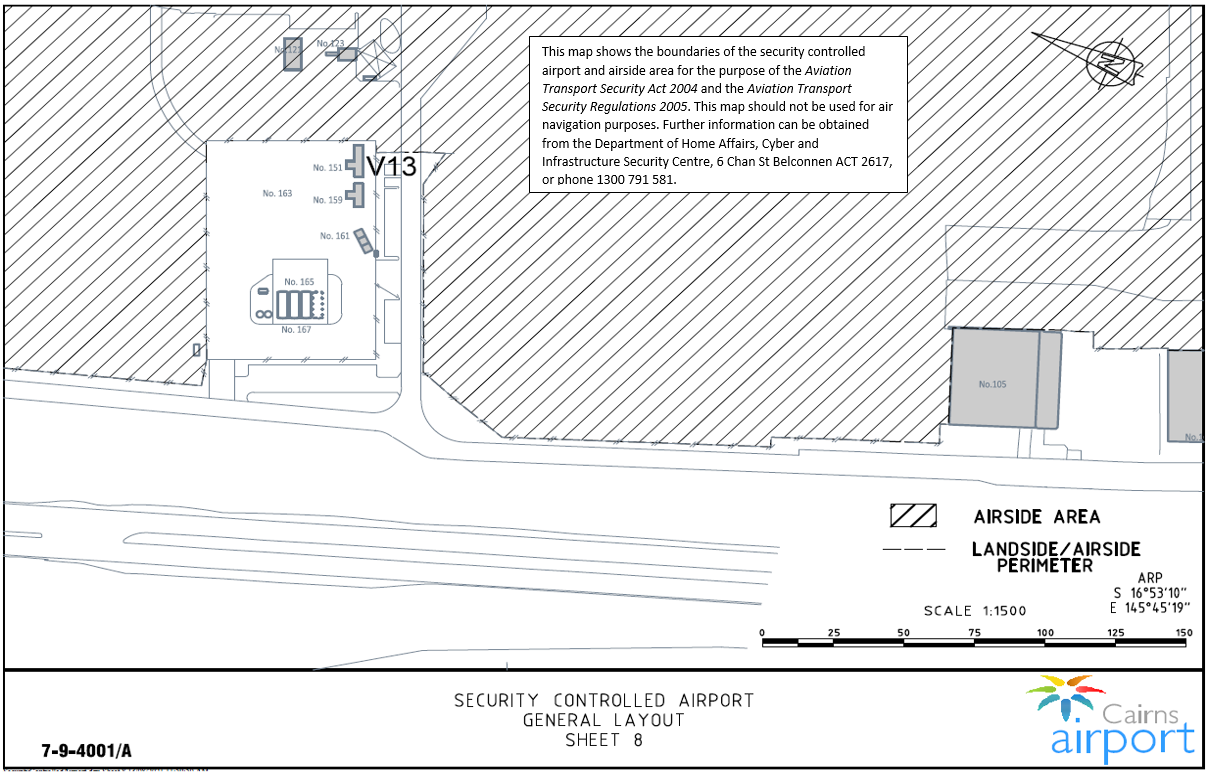 No.121
No.123
This map shows the boundaries of the security controlled
airport and airside area for the purpose of the Aviation
Transport Security Act 2004 and the Aviation Transport
Security Regulations 2005. This map should not be used for air
navigation purposes. Further information can be obtained
from the Department of Home Affairs, Cyber and
Infrastructure Security Centre, 6 Chan St Belconnen ACT 2617,
or phone 1300 791 581.
N
No. 151
V13
No. 163
No. 159
No. 161
No. 165
No. 167
No.105
AIRSIDE AREA
LANDSIDE/AIRSIDE
PERIMETER
ARP
S 16°53'10"
E 145°45'19"
SCALE 1:1500
0 25 50 75 100 125 150
SECURITY CONTROLLED AIRPORT
GENERAL LAYOUT
SHEET 8
7-9-4001/A
Cairns
airport